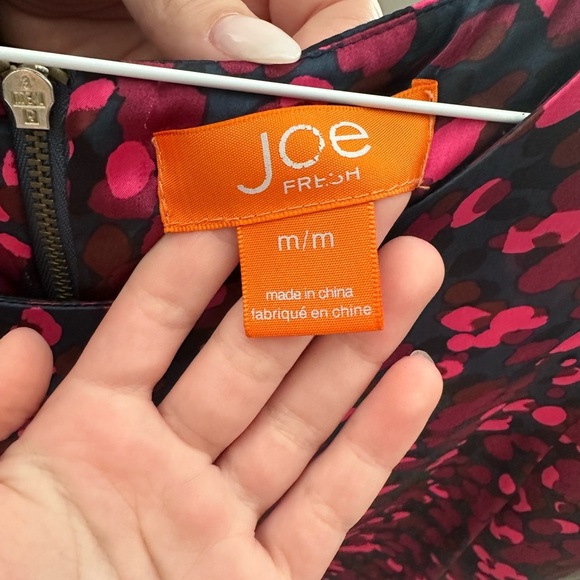 Joe
FRESH
m/m
made in china
fabriqué en chine